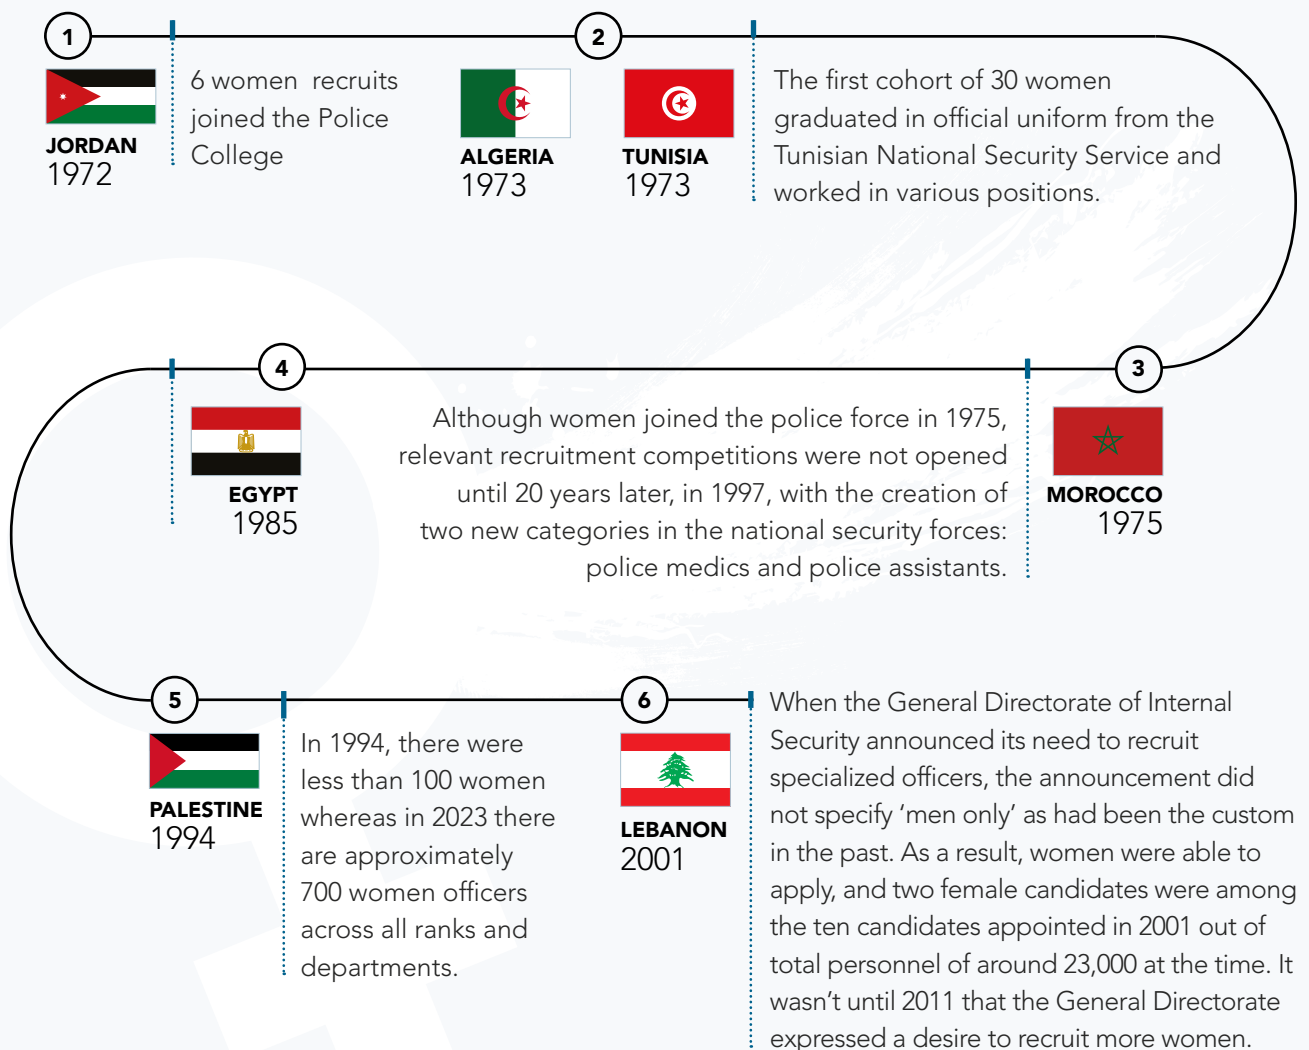 1
JORDAN
1972
6 women recruits
joined the Police
College
2
ALGERIA
1973
TUNISIA
1973
The first cohort of 30 women
graduated in official uniform from the
Tunisian National Security Service and
worked in various positions.
3
MOROCCO
1975
Although women joined the police force in 1975,
relevant recruitment competitions were not opened
until 20 years later, in 1997, with the creation of
two new categories in the national security forces:
police medics and police assistants.
4
EGYPT
1985
5
PALESTINE
1994
In 1994, there were
less than 100 women
whereas in 2023 there
are approximately
700 women officers
across all ranks and
departments.
6
LEBANON
2001
When the General Directorate of Internal
Security announced its need to recruit
specialized officers, the announcement did
not specify ‘men only’ as had been the custom
in the past. As a result, women were able to
apply, and two female candidates were among
the ten candidates appointed in 2001 out of
total personnel of around 23,000 at the time. It
wasn’t until 2011 that the General Directorate
expressed a desire to recruit more women.